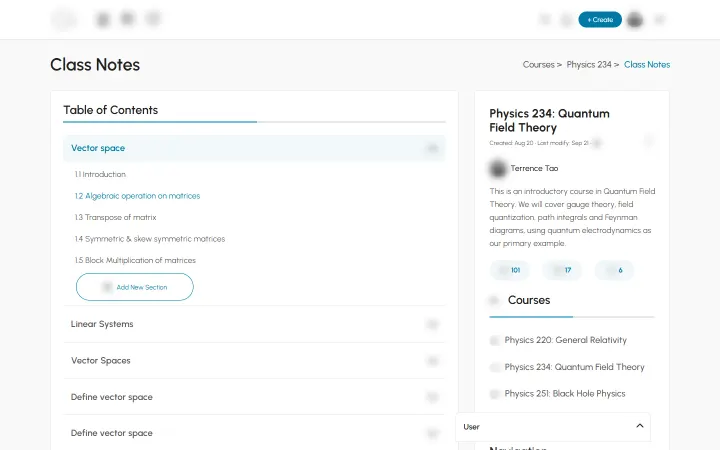 + Create
Class Notes
Courses > Physics 234 > Class Notes
Table of Contents
Vector space
1.1 Introduction
1.2 Algebraic operation on matrices
1.3 Transpose of matrix
1.4 Symmetric & skew symmetric matrices
1.5 Block Multiplication of matrices
Add New Section
Linear Systems
Vector Spaces
Define vector space
Define vector space
Physics 234: Quantum
Field Theory
Created: Aug 20 · Last modify: Sep 21 ·
Terrence Tao
This is an introductory course in Quantum Field
Theory. We will cover gauge theory, field
quantization, path integrals and Feynman
diagrams, using quantum electrodynamics as
our primary example.
101 17 6
Courses
Physics 220: General Relativity
Physics 234: Quantum Field Theory
Physics 251: Black Hole Physics
User
Navigation